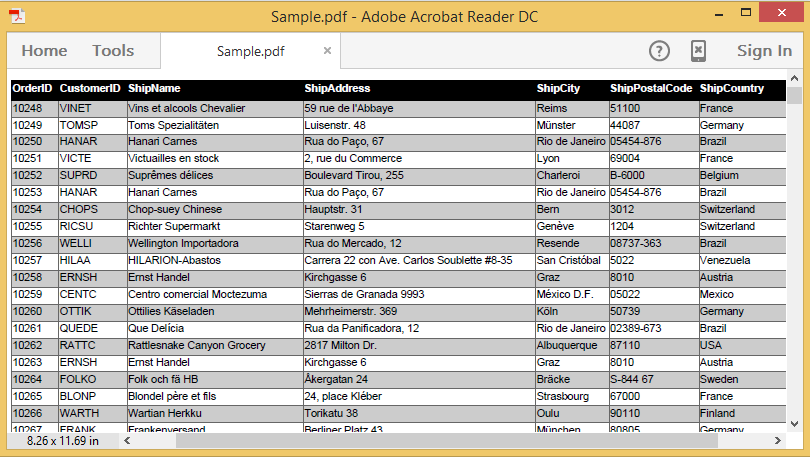 Sample.pdf - Adobe Acrobat Reader DC
Home Tools Sample.pdf × ? Sign In
OrderID CustomerID ShipName ShipAddress ShipCity ShipPostalCode ShipCountry
10248 VINET Vins et alcools Chevalier 59 rue de l'Abbaye Reims 51100 France
10249 TOMSP Toms Spezialitäten Luisenstr. 48 Münster 44087 Germany
10250 HANAR Hanari Carnes Rua do Paço, 67 Rio de Janeiro 05454-876 Brazil
10251 VICTE Victuailles en stock 2, rue du Commerce Lyon 69004 France
10252 SUPRD Suprêmes délices Boulevard Tirou, 255 Charleroi B-6000 Belgium
10253 HANAR Hanari Carnes Rua do Paço, 67 Rio de Janeiro 05454-876 Brazil
10254 CHOPS Chop-suey Chinese Hauptstr. 31 Bern 3012 Switzerland
10255 RICSU Richter Supermarkt Starenweg 5 Genève 1204 Switzerland
10256 WELLI Wellington Importadora Rua do Mercado, 12 Resende 08737-363 Brazil
10257 HILAA HILARION-Abastos Carrera 22 con Ave. Carlos Soublette #8-35 San Cristóbal 5022 Venezuela
10258 ERNSH Ernst Handel Kirchgasse 6 Graz 8010 Austria
10259 CENTC Centro comercial Moctezuma Sierras de Granada 9993 México D.F. 05022 Mexico
10260 OTTIK Ottilies Käseladen Mehrheimerstr. 369 Köln 50739 Germany
10261 QUEDE Que Delícia Rua da Panificadora, 12 Rio de Janeiro 02389-673 Brazil
10262 RATTC Rattlesnake Canyon Grocery 2817 Milton Dr. Albuquerque 87110 USA
10263 ERNSH Ernst Handel Kirchgasse 6 Graz 8010 Austria
10264 FOLKO Folk och fä HB Åkergatan 24 Bräcke S-844 67 Sweden
10265 BLONP Blondel père et fils 24, place Kléber Strasbourg 67000 France
10266 WARTH Wartian Herkku Torikatu 38 Oulu 90110 Finland
10267 FRANK Frankenversand Berliner Platz 43 München 80805 Germany
8.26 x 11.69 in